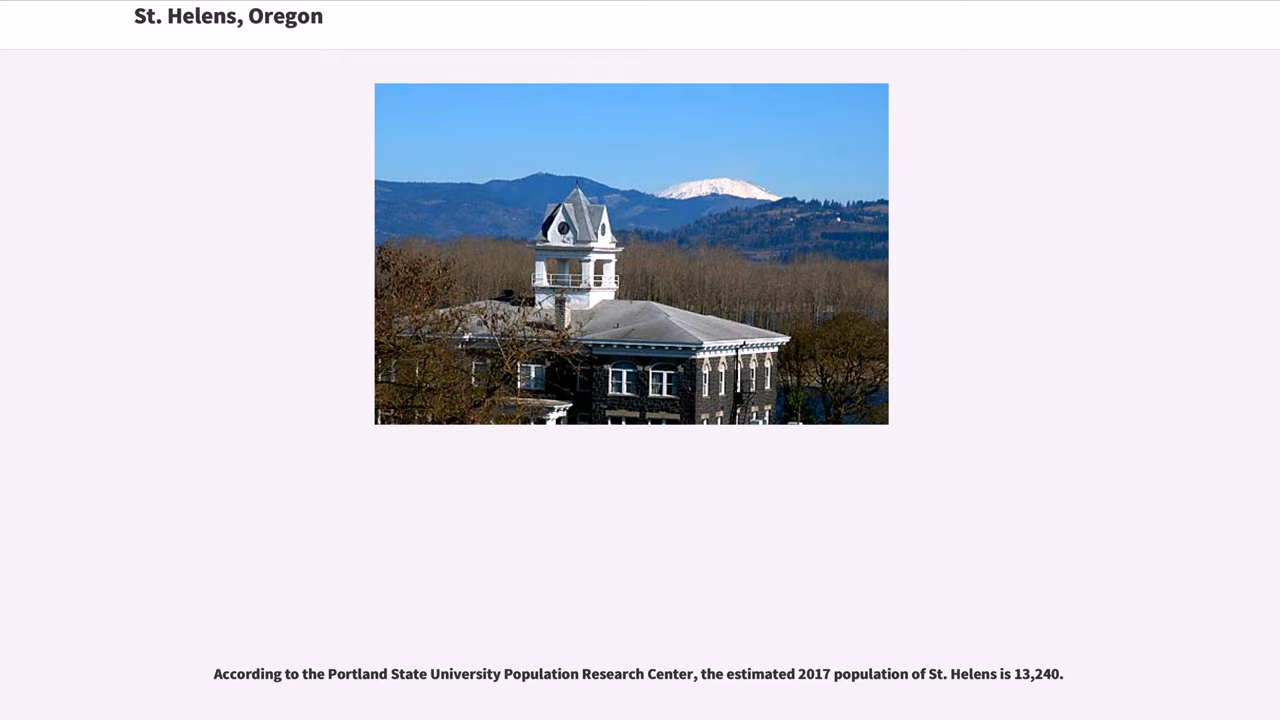 St. Helens, Oregon
According to the Portland State University Population Research Center, the estimated 2017 population of St. Helens is 13,240.